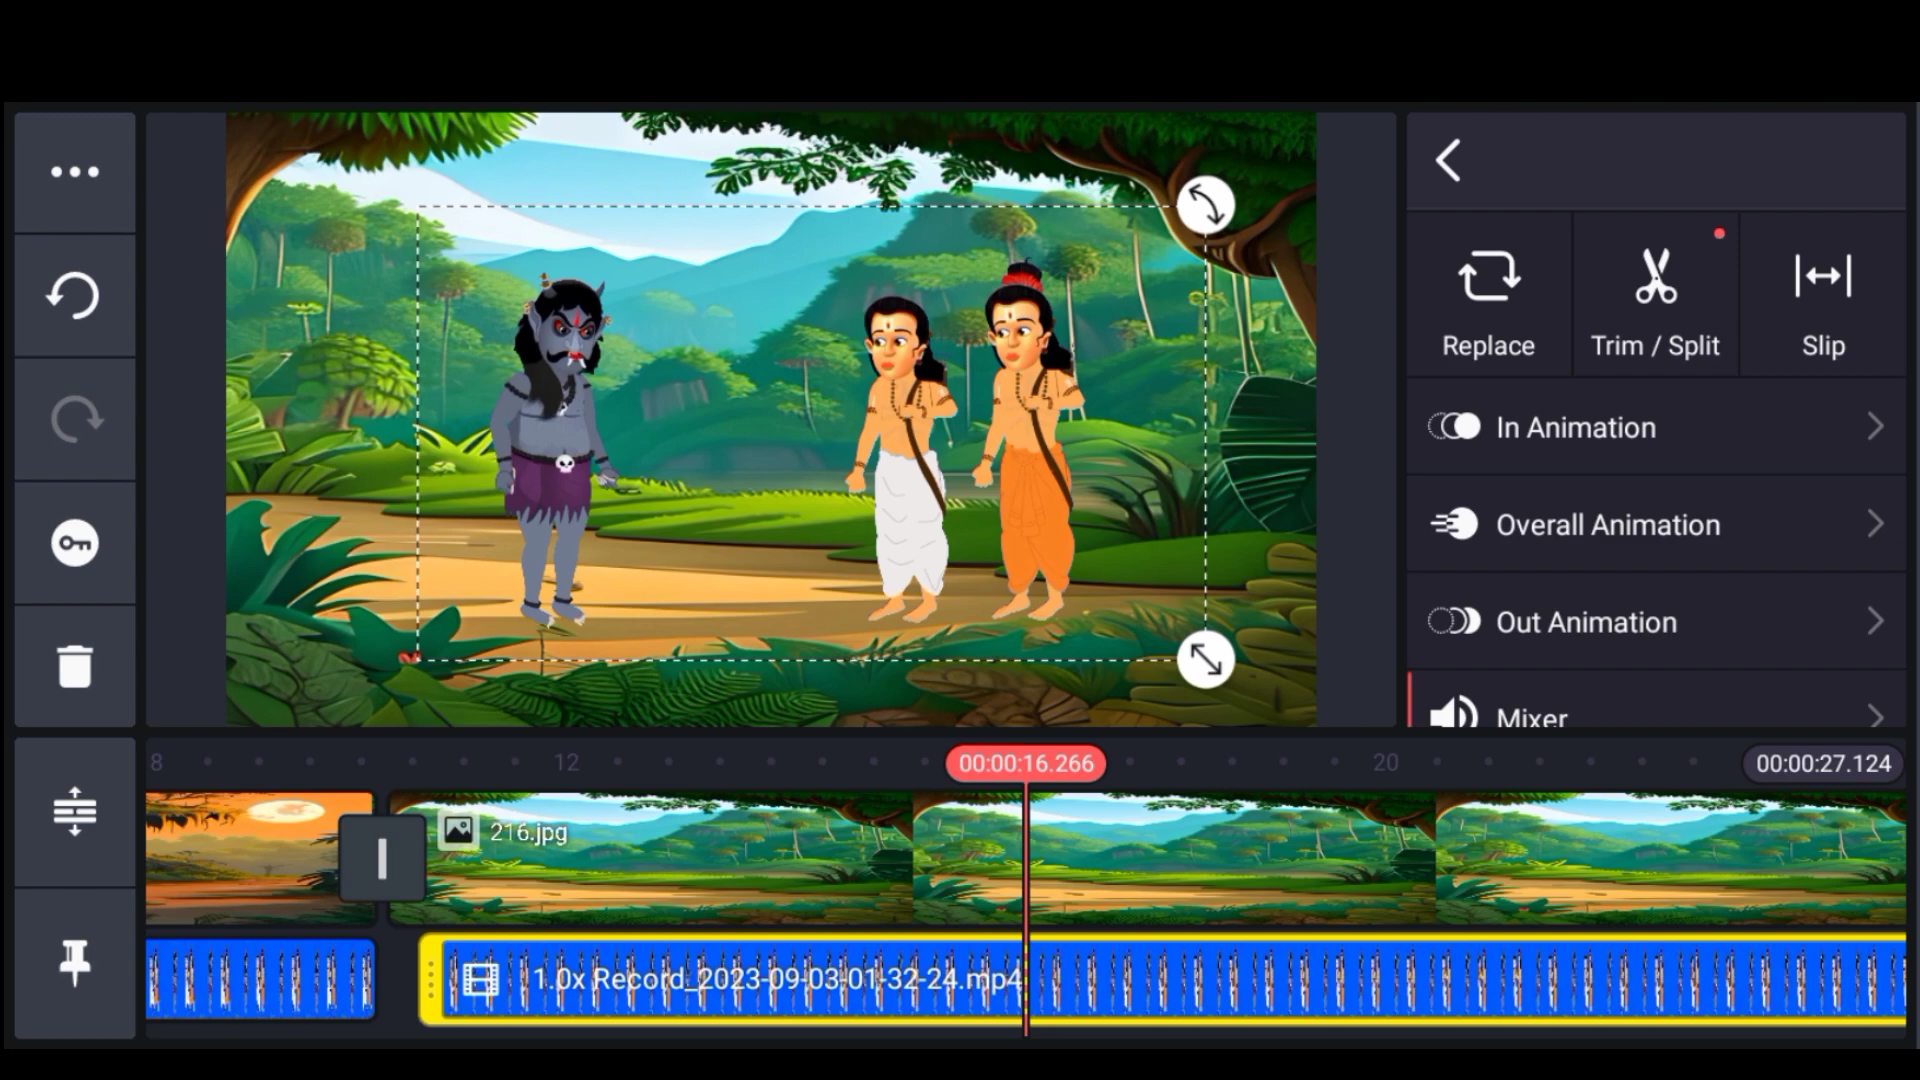 Replace
Trim / Split
Slip
In Animation
Overall Animation
Out Animation
Mixer
8
12
00:00:16.266
20
00:00:27.124
216.jpg
1.0x Record_2023-09-03-01-32-24.mp4